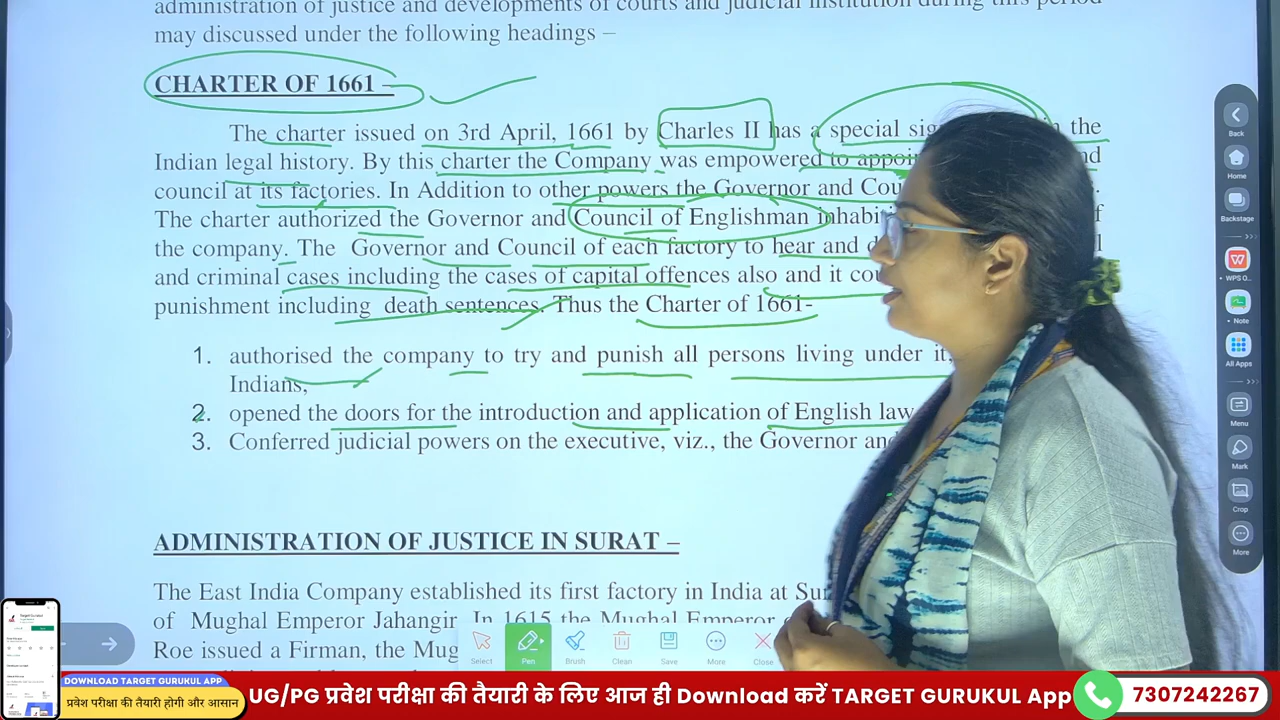 administration of justice and developments of courts and judicial institution during this period
may discussed under the following headings –
CHARTER OF 1661 –
The charter issued on 3rd April, 1661 by Charles II has a special in the
Indian legal history. By this charter the Company was empowered to
council at its factories. In Addition to other powers the Governor and
The charter authorized the Governor and Council of Englishman
the company. The Governor and Council of each factory to hear and
and criminal cases including the cases of capital offences also and it
punishment including death sentences. Thus the Charter of 1661-
1. authorised the company to try and punish all persons living under it,
Indians,
2. opened the doors for the introduction and application of English law
3. Conferred judicial powers on the executive, viz., the Governor
ADMINISTRATION OF JUSTICE IN SURAT –
The East India Company established its first factory in India at
of Mughal Emperor Jahangir. In 1615 the Mughal Emperor
Roe issued a Firman, the
Back
Home
Backstage
WPS O...
Note
All Apps
Menu
Mark
Crop
More
Select
Pen
Brush
Clean
Save
More
Close
DOWNLOAD TARGET GURUKUL APP
प्रवेश परीक्षा की तैयारी होगी और आसान
UG/PG प्रवेश परीक्षा की तैयारी के लिए आज ही Download करें TARGET GURUKUL App
7307242267